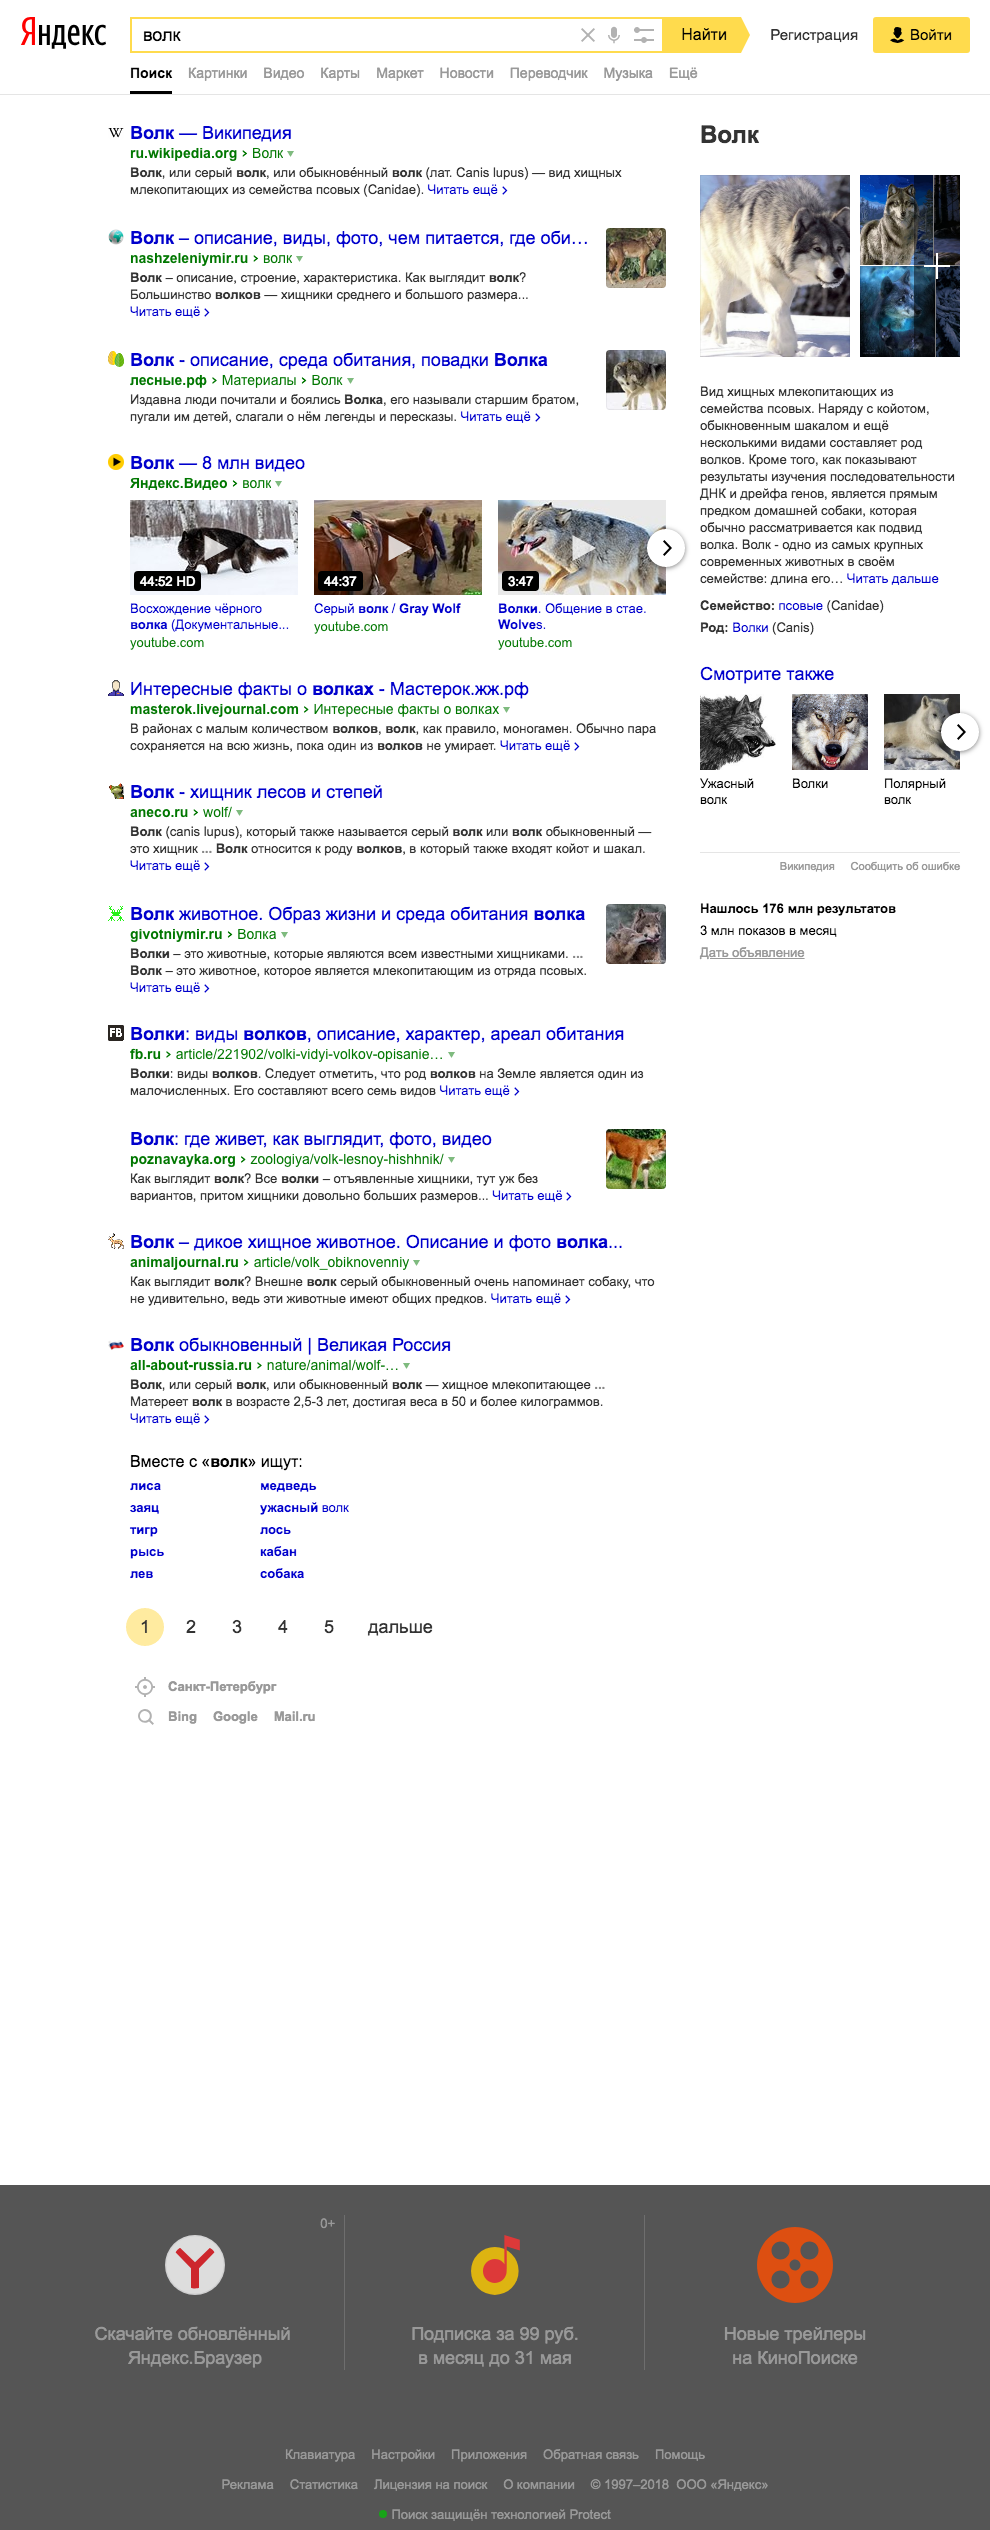 Яндекс
волк
Найти
Регистрация
Войти
Поиск Картинки Видео Карты Маркет Новости Переводчик Музыка Ещё
Волк — Википедия
ru.wikipedia.org › Волк
Волк, или серый волк, или обыкнове́нный волк (лат. Canis lupus) — вид хищных
млекопитающих из семейства псовых (Canidae). Читать ещё ›
Волк – описание, виды, фото, чем питается, где оби…
nashzeleniymir.ru › волк
Волк – описание, строение, характеристика. Как выглядит волк?
Большинство волков — хищники среднего и большого размера...
Читать ещё ›
Волк - описание, среда обитания, повадки Волка
лесные.рф › Материалы › Волк
Издавна люди почитали и боялись Волка, его называли старшим братом,
пугали им детей, слагали о нём легенды и пересказы. Читать ещё ›
Волк — 8 млн видео
Яндекс.Видео › волк
44:52 HD
44:37
3:47
Восхождение чёрного
волка (Документальные...
youtube.com
Серый волк / Gray Wolf
youtube.com
Волки. Общение в стае.
Wolves.
youtube.com
Интересные факты о волках - Мастерок.жж.рф
masterok.livejournal.com › Интересные факты о волках
В районах с малым количеством волков, волк, как правило, моногамен. Обычно пара
сохраняется на всю жизнь, пока один из волков не умирает. Читать ещё ›
Волк - хищник лесов и степей
aneco.ru › wolf/
Волк (canis lupus), который также называется серый волк или волк обыкновенный —
это хищник ... Волк относится к роду волков, в который также входят койот и шакал.
Читать ещё ›
Волк животное. Образ жизни и среда обитания волка
givotniymir.ru › Волка
Волки – это животные, которые являются всем известными хищниками. ...
Волк – это животное, которое является млекопитающим из отряда псовых.
Читать ещё ›
FB
Волки: виды волков, описание, характер, ареал обитания
fb.ru › article/221902/volki-vidyi-volkov-opisanie…
Волки: виды волков. Следует отметить, что род волков на Земле является один из
малочисленных. Его составляют всего семь видов Читать ещё ›
Волк: где живет, как выглядит, фото, видео
poznavayka.org › zoologiya/volk-lesnoy-hishhnik/
Как выглядит волк? Все волки – отъявленные хищники, тут уж без
вариантов, притом хищники довольно больших размеров... Читать ещё ›
Волк – дикое хищное животное. Описание и фото волка...
animaljournal.ru › article/volk_obiknovenniy
Как выглядит волк? Внешне волк серый обыкновенный очень напоминает собаку, что
не удивительно, ведь эти животные имеют общих предков. Читать ещё ›
Волк обыкновенный | Великая Россия
all-about-russia.ru › nature/animal/wolf-…
Волк, или серый волк, или обыкновенный волк — хищное млекопитающее ...
Матереет волк в возрасте 2,5-3 лет, достигая веса в 50 и более килограммов.
Читать ещё ›
Вместе с «волк» ищут:
лиса
заяц
тигр
рысь
лев
медведь
ужасный волк
лось
кабан
собака
1 2 3 4 5 дальше
Санкт-Петербург
Bing Google Mail.ru
Волк
Вид хищных млекопитающих из
семейства псовых. Наряду с койотом,
обыкновенным шакалом и ещё
несколькими видами составляет род
волков. Кроме того, как показывают
результаты изучения последовательности
ДНК и дрейфа генов, является прямым
предком домашней собаки, которая
обычно рассматривается как подвид
волка. Волк - одно из самых крупных
современных животных в своём
семействе: длина его… Читать дальше
Семейство: псовые (Canidae)
Род: Волки (Canis)
Смотрите также
Ужасный
волк
Волки
Полярный
волк
Википедия Сообщить об ошибке
Нашлось 176 млн результатов
3 млн показов в месяц
Дать объявление
0+
Скачайте обновлённый
Яндекс.Браузер
Подписка за 99 руб.
в месяц до 31 мая
Новые трейлеры
на КиноПоиске
Клавиатура Настройки Приложения Обратная связь Помощь
Реклама Статистика Лицензия на поиск О компании © 1997–2018 ООО «Яндекс»
Поиск защищён технологией Protect